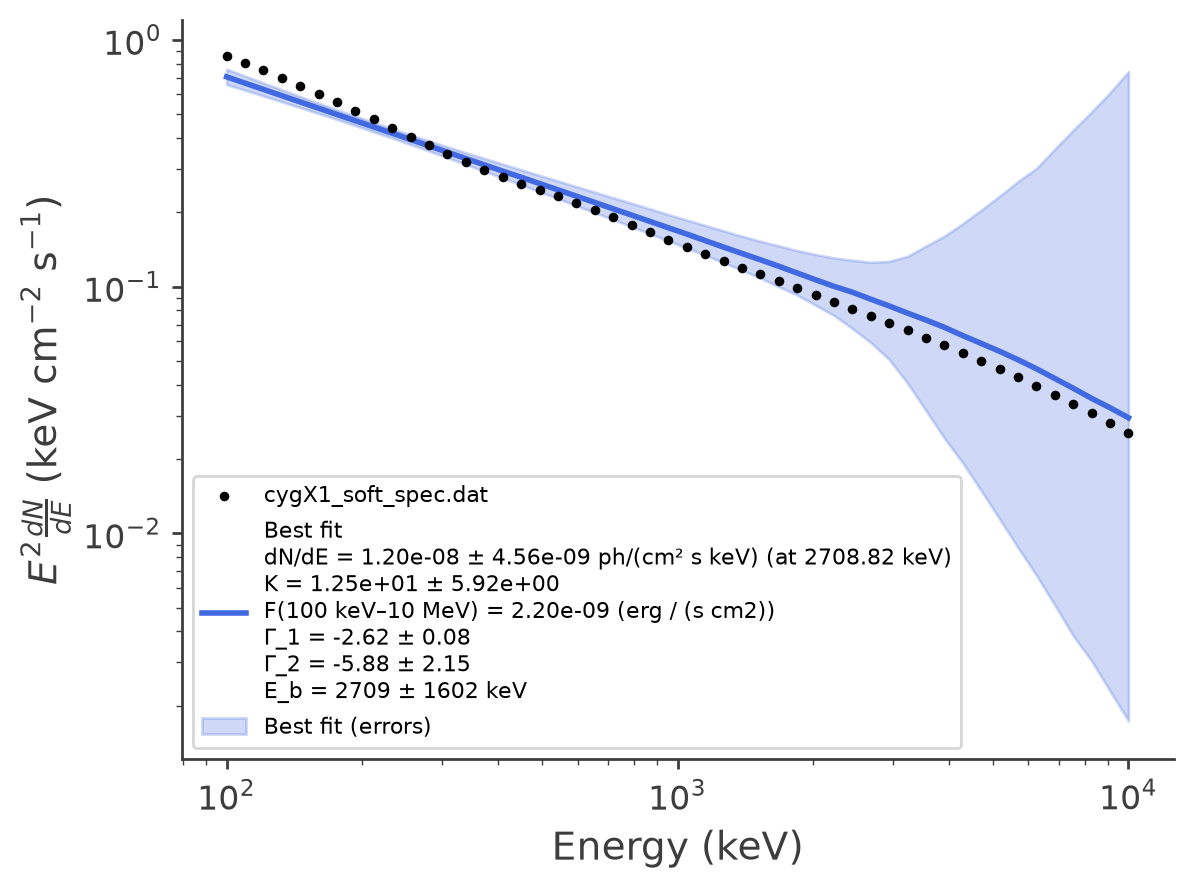 10⁰
10⁻¹
10⁻²
E² dN/dE (keV cm⁻² s⁻¹)
cygX1_soft_spec.dat
Best fit
dN/dE = 1.20e-08 ± 4.56e-09 ph/(cm² s keV) (at 2708.82 keV)
K = 1.25e+01 ± 5.92e+00
F(100 keV–10 MeV) = 2.20e-09 (erg / (s cm2))
Γ_1 = -2.62 ± 0.08
Γ_2 = -5.88 ± 2.15
E_b = 2709 ± 1602 keV
Best fit (errors)
10² 10³ 10⁴
Energy (keV)